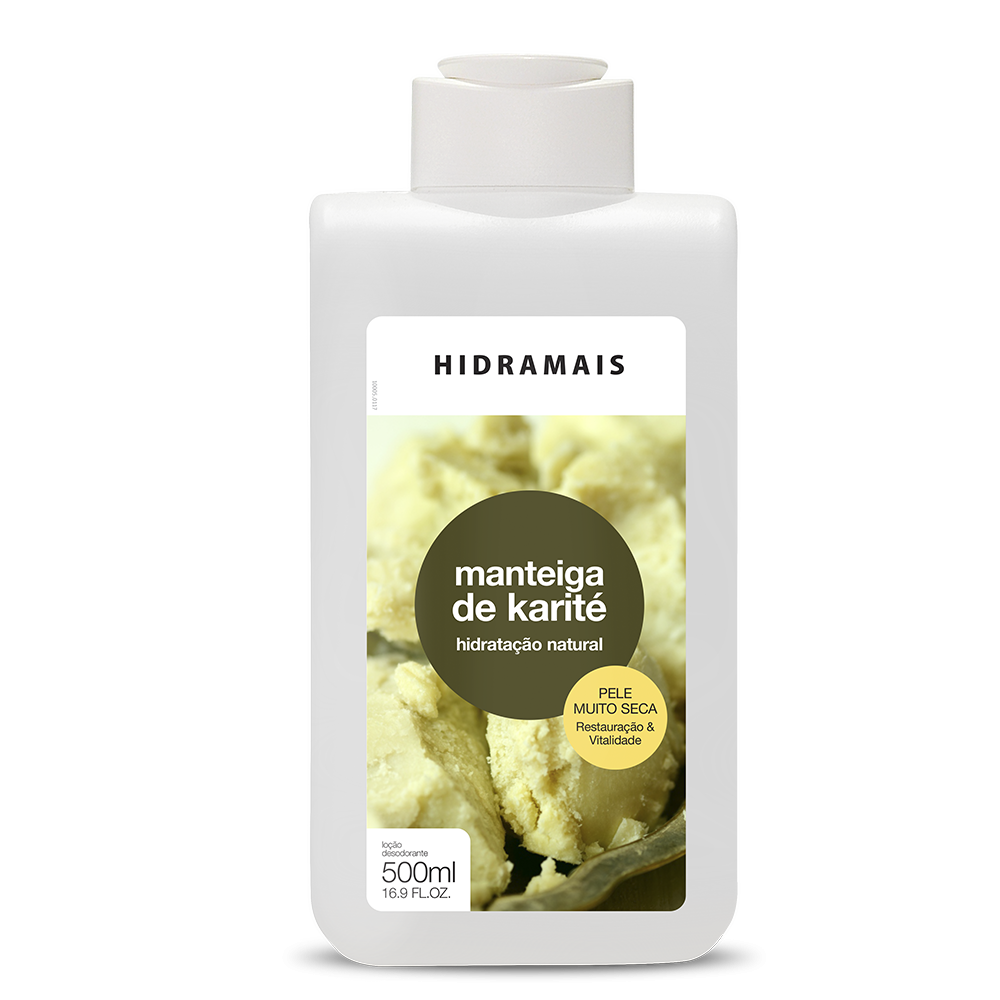 HIDRAMAIS
manteiga
de karité
hidratação natural
PELE
MUITO SECA
Restauração &
Vitalidade
loção
desodorante
500ml
16.9 FL.OZ.